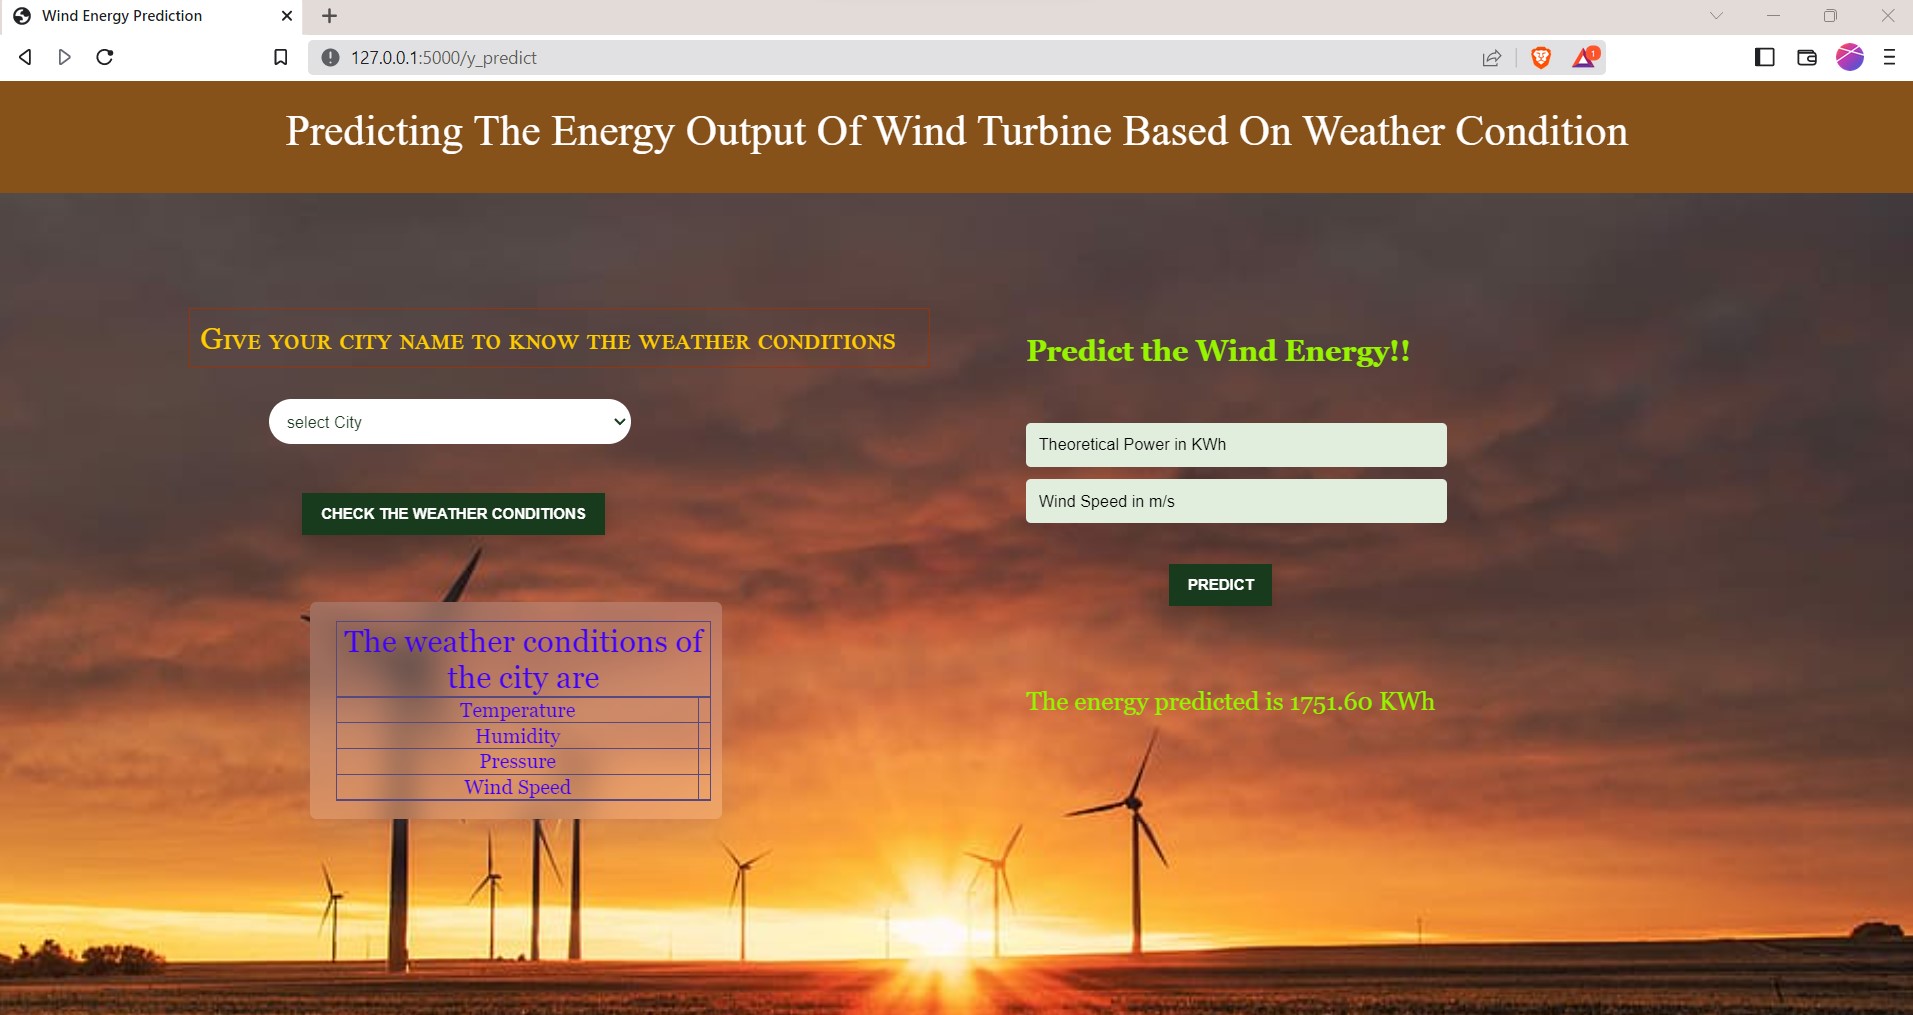 Wind Energy Prediction
127.0.0.1:5000/y_predict
1
Predicting The Energy Output Of Wind Turbine Based On Weather Condition
Give your city name to know the weather conditions
select City
CHECK THE WEATHER CONDITIONS
The weather conditions of
the city are
Temperature
Humidity
Pressure
Wind Speed
Predict the Wind Energy!!
Theoretical Power in KWh
Wind Speed in m/s
PREDICT
The energy predicted is 1751.60 KWh